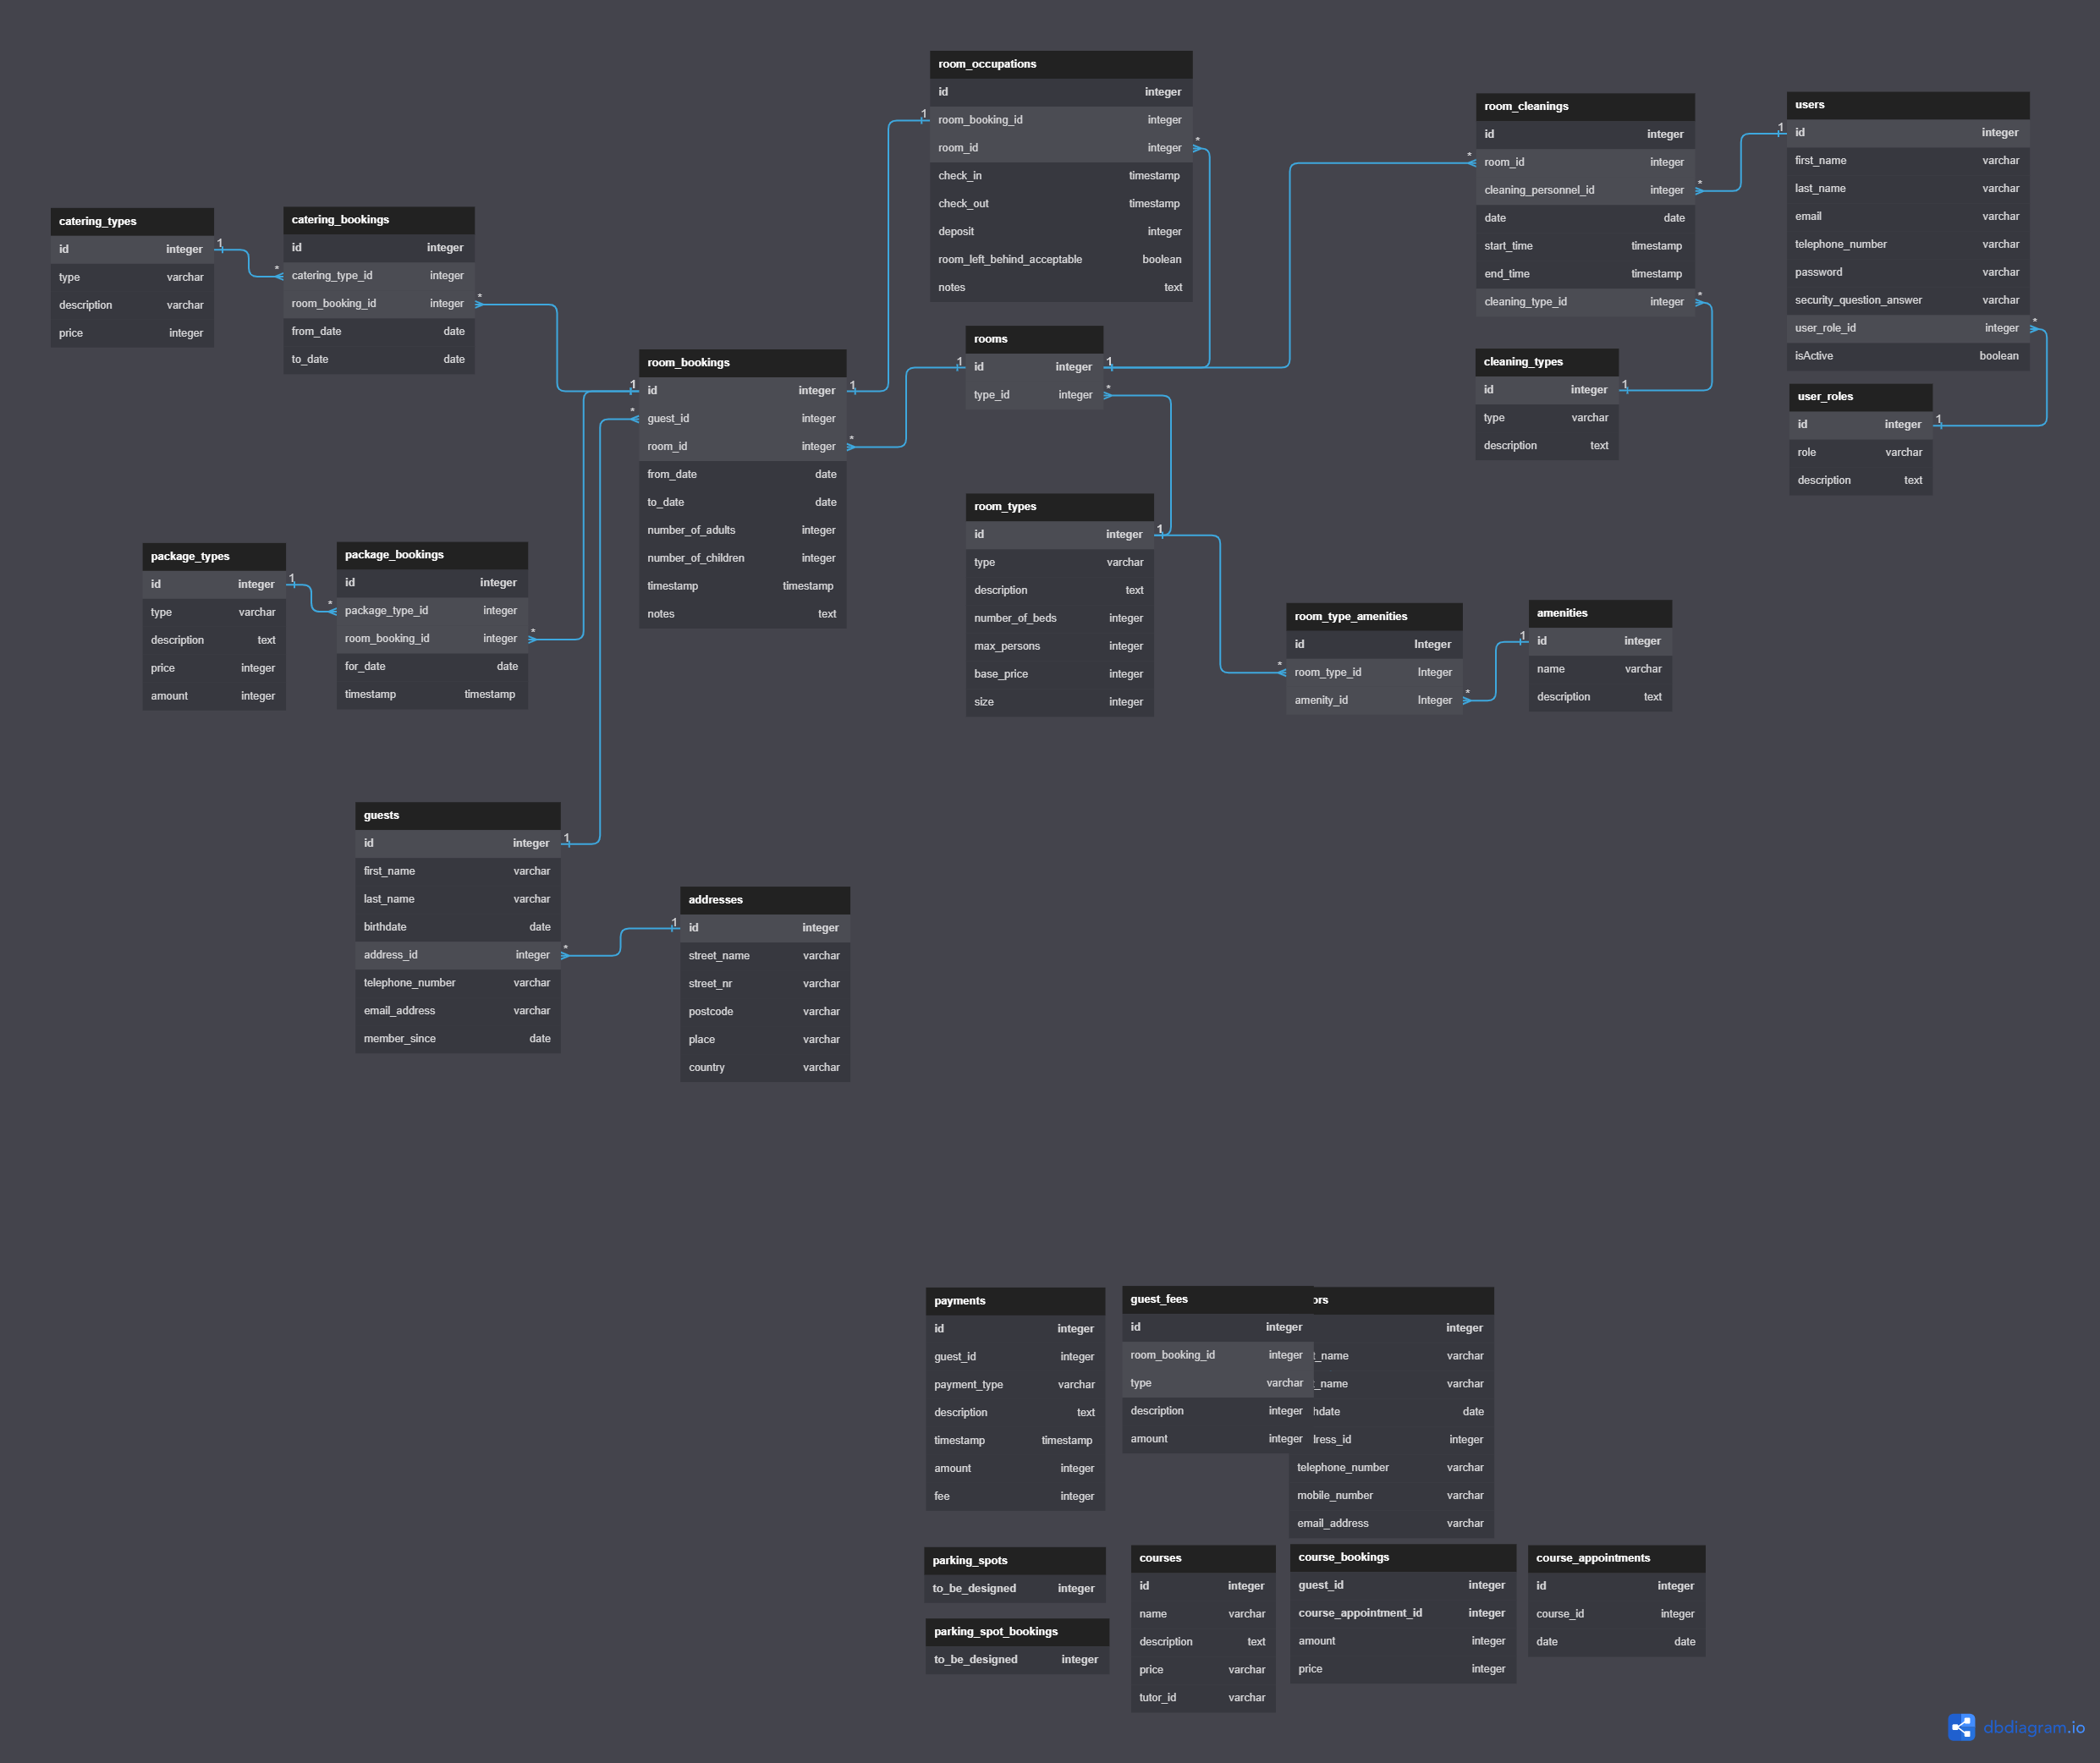 room_occupations
id integer
room_booking_id integer
room_id integer
check_in timestamp
check_out timestamp
deposit integer
room_left_behind_acceptable boolean
notes text
room_cleanings
id integer
room_id integer
cleaning_personnel_id integer
date date
start_time timestamp
end_time timestamp
cleaning_type_id integer
users
id integer
first_name varchar
last_name varchar
email varchar
telephone_number varchar
password varchar
security_question_answer varchar
user_role_id integer
isActive boolean
catering_types
id integer
type varchar
description varchar
price integer
catering_bookings
id integer
catering_type_id integer
room_booking_id integer
from_date date
to_date date
room_bookings
id integer
guest_id integer
room_id integer
from_date date
to_date date
number_of_adults integer
number_of_children integer
timestamp timestamp
notes text
rooms
id integer
type_id integer
cleaning_types
id integer
type varchar
description text
user_roles
id integer
role varchar
description text
room_types
id integer
type varchar
description text
number_of_beds integer
max_persons integer
base_price integer
size integer
package_types
id integer
type varchar
description text
price integer
amount integer
package_bookings
id integer
package_type_id integer
room_booking_id integer
for_date date
timestamp timestamp
room_type_amenities
id Integer
room_type_id Integer
amenity_id Integer
amenities
id integer
name varchar
description text
guests
id integer
first_name varchar
last_name varchar
birthdate date
address_id integer
telephone_number varchar
email_address varchar
member_since date
addresses
id integer
street_name varchar
street_nr varchar
postcode varchar
place varchar
country varchar
payments
id integer
guest_id integer
payment_type varchar
description text
timestamp timestamp
amount integer
fee integer
guest_fees
id integer
room_booking_id integer
type varchar
description integer
amount integer
ors
integer
_name varchar
_name varchar
hdate date
ress_id integer
telephone_number varchar
mobile_number varchar
email_address varchar
parking_spots
to_be_designed integer
parking_spot_bookings
to_be_designed integer
courses
id integer
name varchar
description text
price varchar
tutor_id varchar
course_bookings
guest_id integer
course_appointment_id integer
amount integer
price integer
course_appointments
id integer
course_id integer
date date
dbdiagram.io